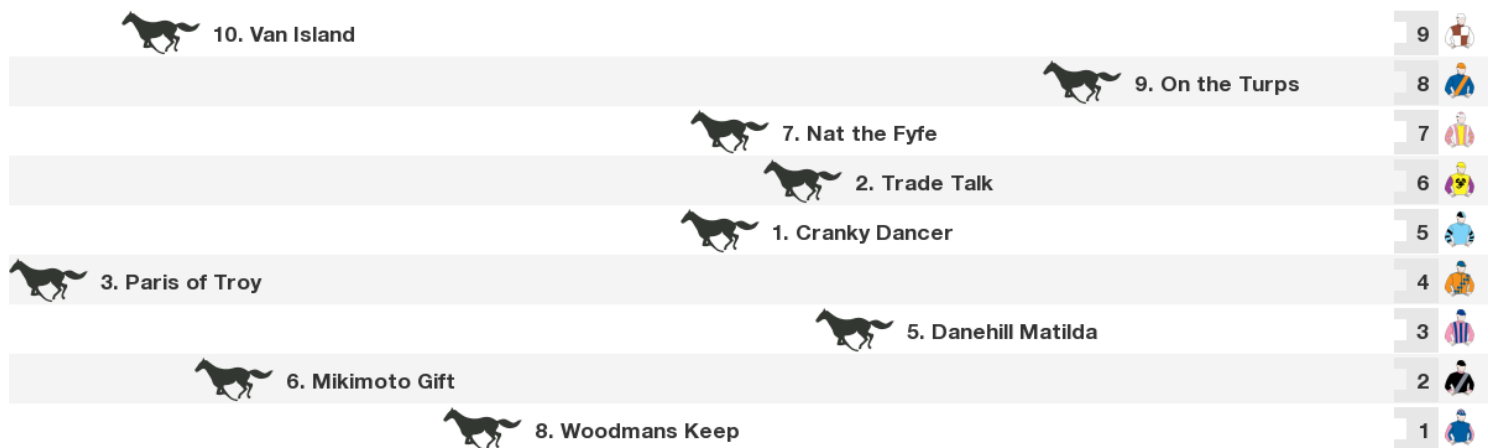 10. Van Island 9
9. On the Turps 8
7. Nat the Fyfe 7
2. Trade Talk 6
1. Cranky Dancer 5
3. Paris of Troy 4
5. Danehill Matilda 3
6. Mikimoto Gift 2
8. Woodmans Keep 1